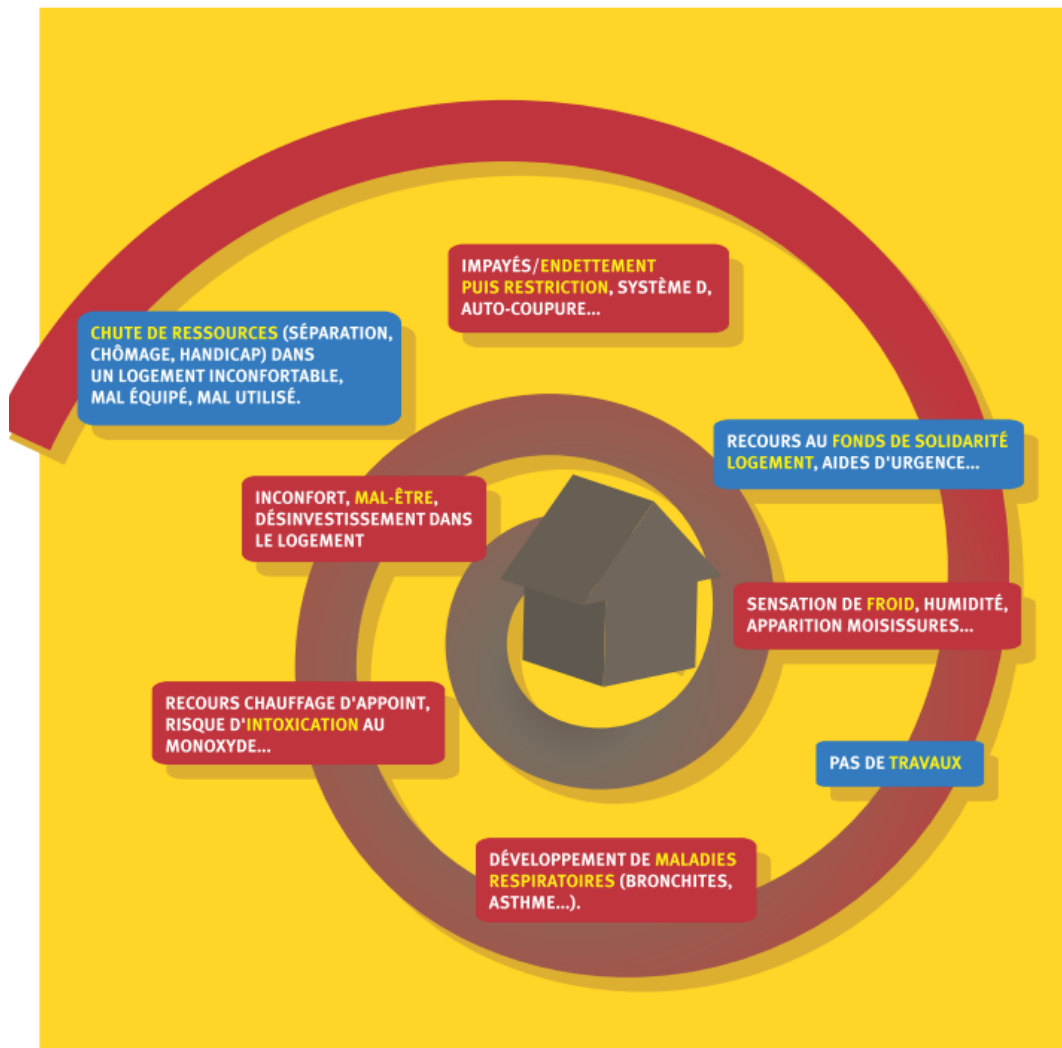 IMPAYÉS/ENDETTEMENT
PUIS RESTRICTION, SYSTÈME D,
AUTO-COUPURE...
CHUTE DE RESSOURCES (SÉPARATION,
CHÔMAGE, HANDICAP) DANS
UN LOGEMENT INCONFORTABLE,
MAL ÉQUIPÉ, MAL UTILISÉ.
RECOURS AU FONDS DE SOLIDARITÉ
LOGEMENT, AIDES D'URGENCE...
INCONFORT, MAL-ÊTRE,
DÉSINVESTISSEMENT DANS
LE LOGEMENT
SENSATION DE FROID, HUMIDITÉ,
APPARITION MOISISSURES...
RECOURS CHAUFFAGE D'APPOINT,
RISQUE D'INTOXICATION AU
MONOXYDE...
PAS DE TRAVAUX
DÉVELOPPEMENT DE MALADIES
RESPIRATOIRES (BRONCHITES,
ASTHME...).